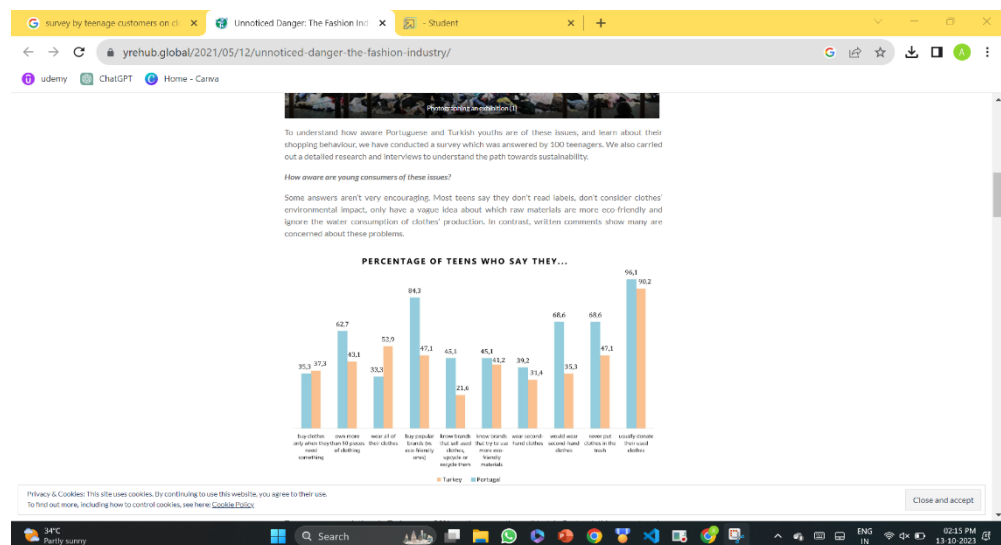 survey by teenage customers on cl
Unnoticed Danger: The Fashion Ind
- Student
yrehub.global/2021/05/12/unnoticed-danger-the-fashion-industry/
udemy
ChatGPT
Home - Canva
Photographing an exhibition (1)
To understand how aware Portuguese and Turkish youths are of these issues, and learn about their
shopping behaviour, we have conducted a survey which was answered by 100 teenagers. We also carried
out a detailed research and interviews to understand the path towards sustainability.
How aware are young consumers of these issues?
Some answers aren't very encouraging. Most teens say they don't read labels, don't consider clothes'
environmental impact, only have a vague idea about which raw materials are more eco-friendly and
ignore the water consumption of clothes' production. In contrast, written comments show many are
concerned about these problems.
PERCENTAGE OF TEENS WHO SAY THEY...
35,3 37,3
62,7 43,1
33,3 52,9
84,3 47,1
45,1 21,6
45,1 41,2
39,2 31,4
68,6 35,3
68,6 47,1
96,1 90,2
buy clothes
only when they
need
something
own more
than 50 pieces
of clothing
wear all of
their clothes
buy popular
brands (vs
eco-friendly
ones)
know brands
that sell used
clothes,
upcycle or
recycle them
know brands
that try to use
more eco-
friendly
materials
wear second-
hand clothes
would wear
second-hand
clothes
never put
clothes in the
trash
usually donate
their used
clothes
Turkey Portugal
Privacy & Cookies: This site uses cookies. By continuing to use this website, you agree to their use.
To find out more, including how to control cookies, see here: Cookie Policy
Close and accept
34°C
Partly sunny
Search
ENG
IN
02:15 PM
13-10-2023